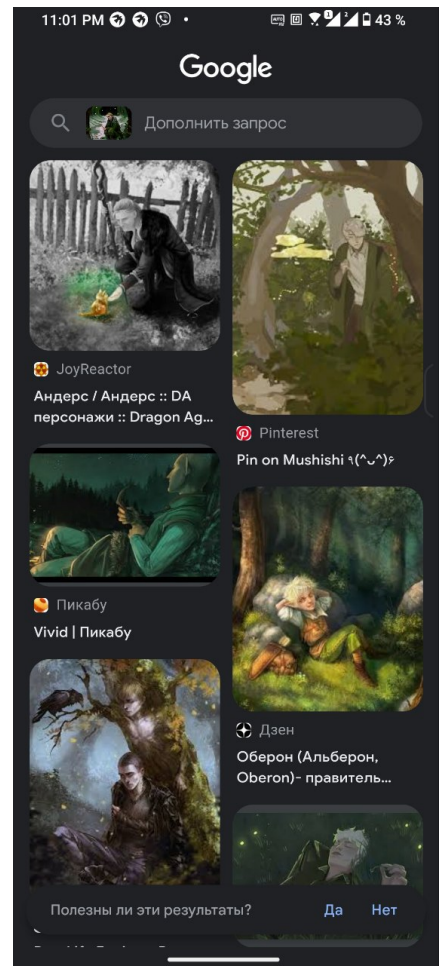 11:01 PM
43 %
Google
Дополнить запрос
JoyReactor
Андерс / Андерс :: DA
персонажи :: Dragon Ag...
Pinterest
Pin on Mushishi ٩(^ᴗ^)۶
Пикабу
Vivid | Пикабу
Дзен
Оберон (Альберон,
Oberon)- правитель...
Полезны ли эти результаты?
Да
Нет